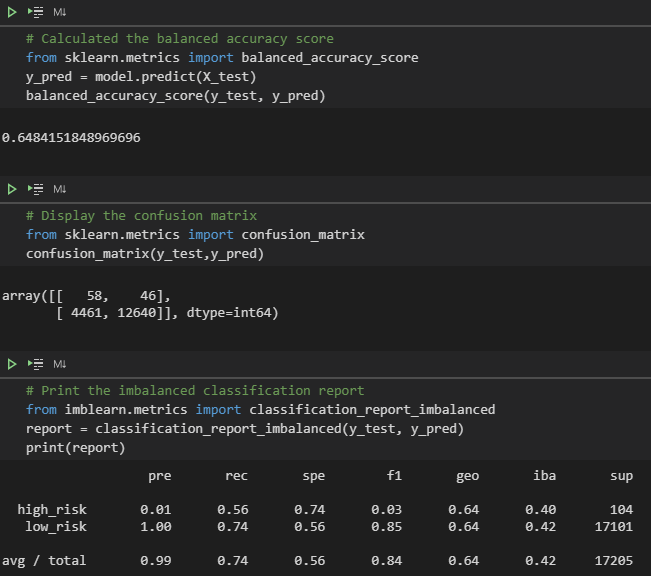 M↓
# Calculated the balanced accuracy score
from sklearn.metrics import balanced_accuracy_score
y_pred = model.predict(X_test)
balanced_accuracy_score(y_test, y_pred)
0.6484151848969696
M↓
# Display the confusion matrix
from sklearn.metrics import confusion_matrix
confusion_matrix(y_test,y_pred)
array([[   58,    46],
       [ 4461, 12640]], dtype=int64)
M↓
# Print the imbalanced classification report
from imblearn.metrics import classification_report_imbalanced
report = classification_report_imbalanced(y_test, y_pred)
print(report)
pre rec spe f1 geo iba sup
high_risk 0.01 0.56 0.74 0.03 0.64 0.40 104
low_risk 1.00 0.74 0.56 0.85 0.64 0.42 17101
avg / total 0.99 0.74 0.56 0.84 0.64 0.42 17205